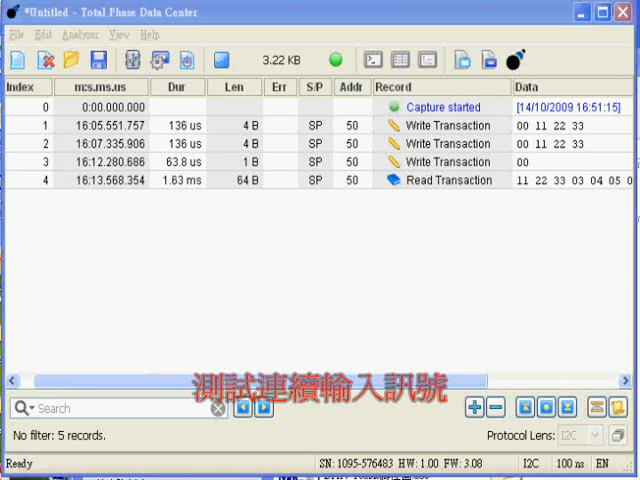 *Untitled - Total Phase Data Center
File Edit Analyzer View Help
3.22 KB
Index m:s.ms.us Dur Len Err S/P Addr Record Data
0 0:00.000.000 Capture started [14/10/2009 16:51:15]
1 16:05.551.757 136 us 4 B SP 50 Write Transaction 00 11 22 33
2 16:07.335.906 136 us 4 B SP 50 Write Transaction 00 11 22 33
3 16:12.280.686 63.8 us 1 B SP 50 Write Transaction 00
4 16:13.568.354 1.63 ms 64 B SP 50 Read Transaction 11 22 33 03 04 05 0
測試連續輸入訊號
Search
No filter: 5 records. Protocol Lens: I2C
Ready SN: 1095-576483 HW: 1.00 FW: 3.08 I2C 100 ns EN